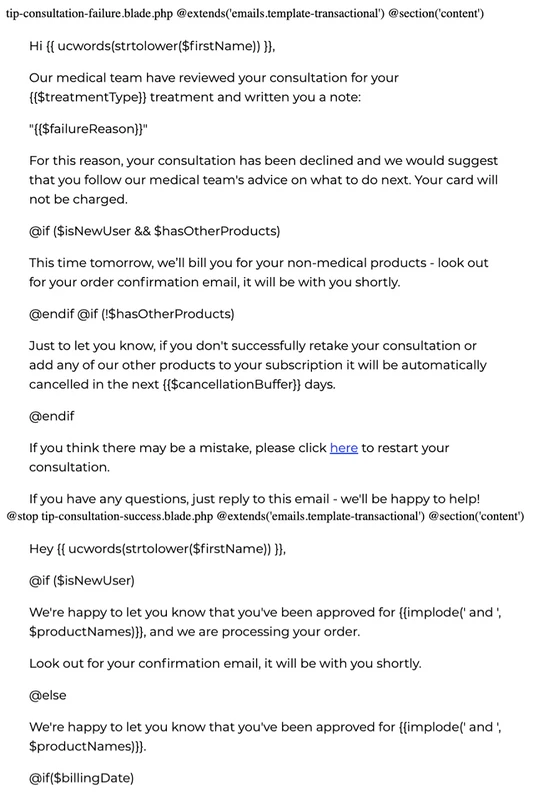 tip-consultation-failure.blade.php @extends('emails.template-transactional') @section('content')
Hi {{ ucwords(strtolower($firstName)) }},
Our medical team have reviewed your consultation for your
{{$treatmentType}} treatment and written you a note:
"{{$failureReason}}"
For this reason, your consultation has been declined and we would suggest
that you follow our medical team's advice on what to do next. Your card will
not be charged.
@if ($isNewUser && $hasOtherProducts)
This time tomorrow, we’ll bill you for your non-medical products - look out
for your order confirmation email, it will be with you shortly.
@endif @if (!$hasOtherProducts)
Just to let you know, if you don't successfully retake your consultation or
add any of our other products to your subscription it will be automatically
cancelled in the next {{$cancellationBuffer}} days.
@endif
If you think there may be a mistake, please click here to restart your
consultation.
If you have any questions, just reply to this email - we'll be happy to help!
@stop tip-consultation-success.blade.php @extends('emails.template-transactional') @section('content')
Hey {{ ucwords(strtolower($firstName)) }},
@if ($isNewUser)
We're happy to let you know that you've been approved for {{implode(' and ',
$productNames)}}, and we are processing your order.
Look out for your confirmation email, it will be with you shortly.
@else
We're happy to let you know that you've been approved for {{implode(' and ',
$productNames)}}.
@if($billingDate)